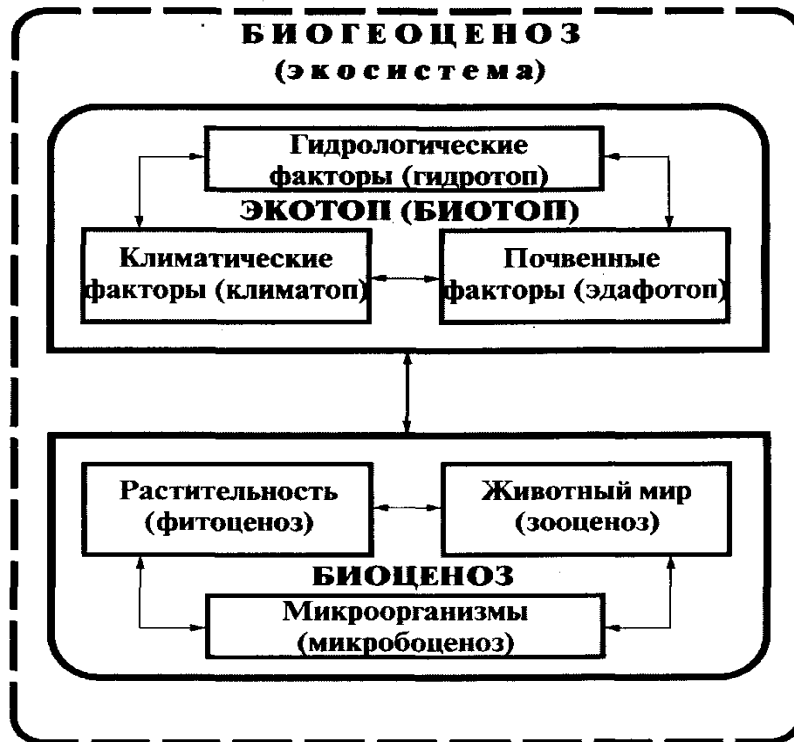 БИОГЕОЦЕНОЗ
(экосистема)
Гидрологические
факторы (гидротоп)
ЭКОТОП (БИОТОП)
Климатические
факторы (климатоп)
Почвенные
факторы (эдафотоп)
Растительность
(фитоценоз)
Животный мир
(зооценоз)
БИОЦЕНОЗ
Микроорганизмы
(микробоценоз)